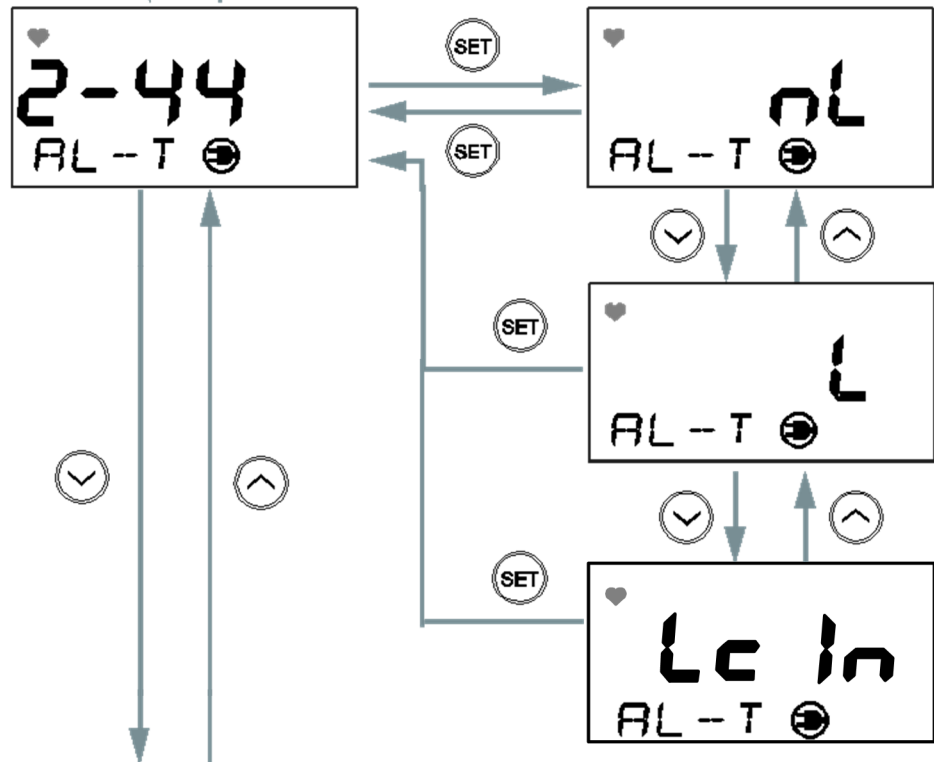 2-44
AL--T
SET
SET
nL
AL--T
SET
L
AL--T
SET
Lc In
AL--T